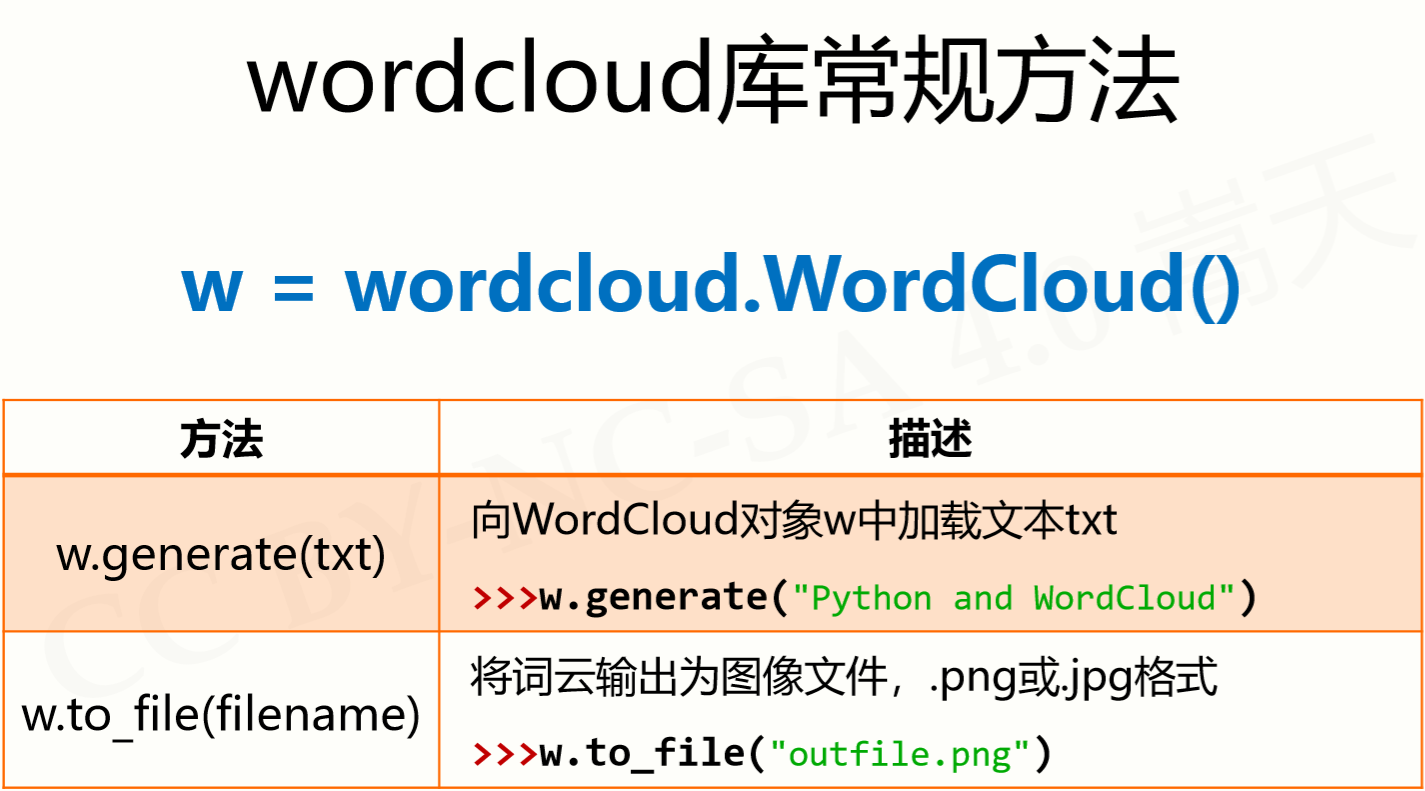 wordcloud库常规方法
w = wordcloud.WordCloud()
方法
描述
w.generate(txt)
向WordCloud对象w中加载文本txt
>>>w.generate("Python and WordCloud")
w.to_file(filename)
将词云输出为图像文件，.png或.jpg格式
>>>w.to_file("outfile.png")
CC BY-NC-SA 4.0 嵩天